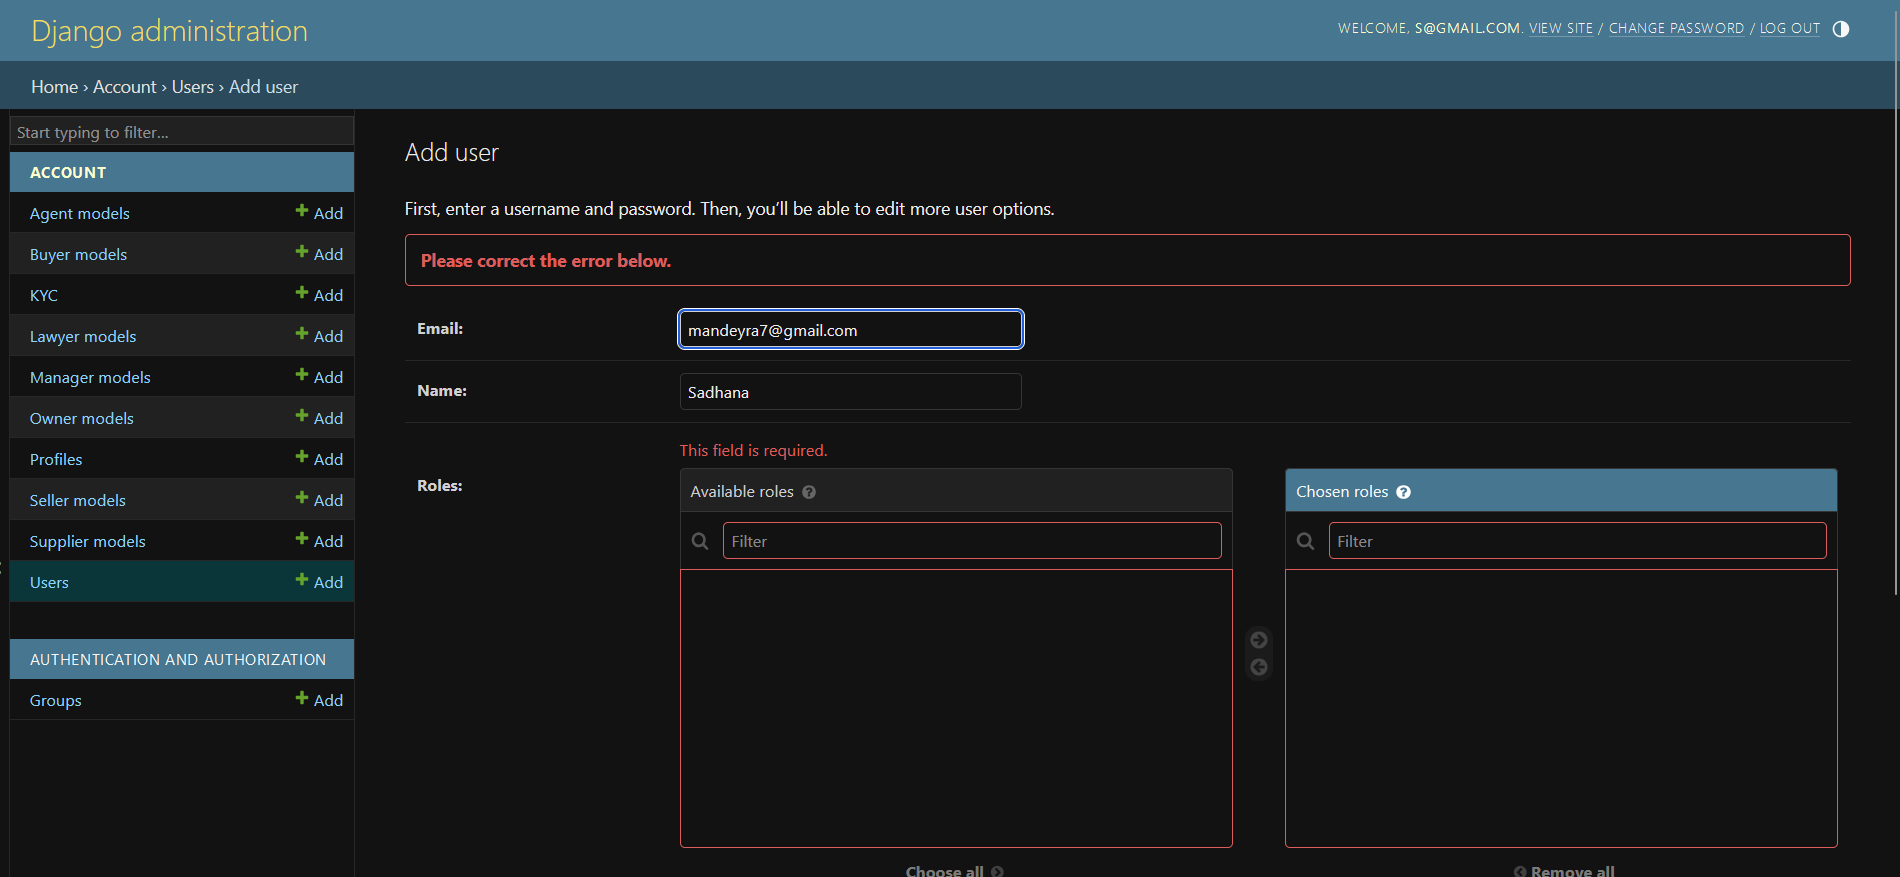 Django administration
WELCOME, S@GMAIL.COM. VIEW SITE / CHANGE PASSWORD / LOG OUT
Home › Account › Users › Add user
Start typing to filter...
ACCOUNT
Agent models Add
Buyer models Add
KYC Add
Lawyer models Add
Manager models Add
Owner models Add
Profiles Add
Seller models Add
Supplier models Add
Users Add
AUTHENTICATION AND AUTHORIZATION
Groups Add
Add user
First, enter a username and password. Then, you’ll be able to edit more user options.
Please correct the error below.
Email: mandeyra7@gmail.com
Name: Sadhana
This field is required.
Roles:
Available roles ?
Filter
Chosen roles ?
Filter
Choose all
Remove all